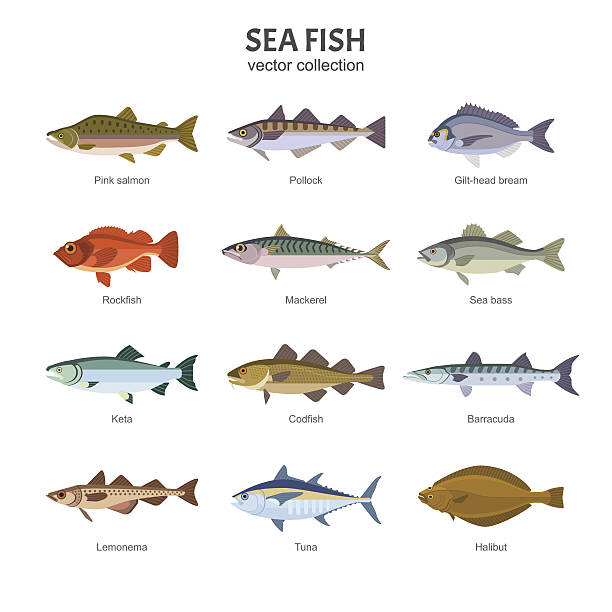 SEA FISH
vector collection
Pink salmon
Pollock
Gilt-head bream
Rockfish
Mackerel
Sea bass
Keta
Codfish
Barracuda
Lemonema
Tuna
Halibut